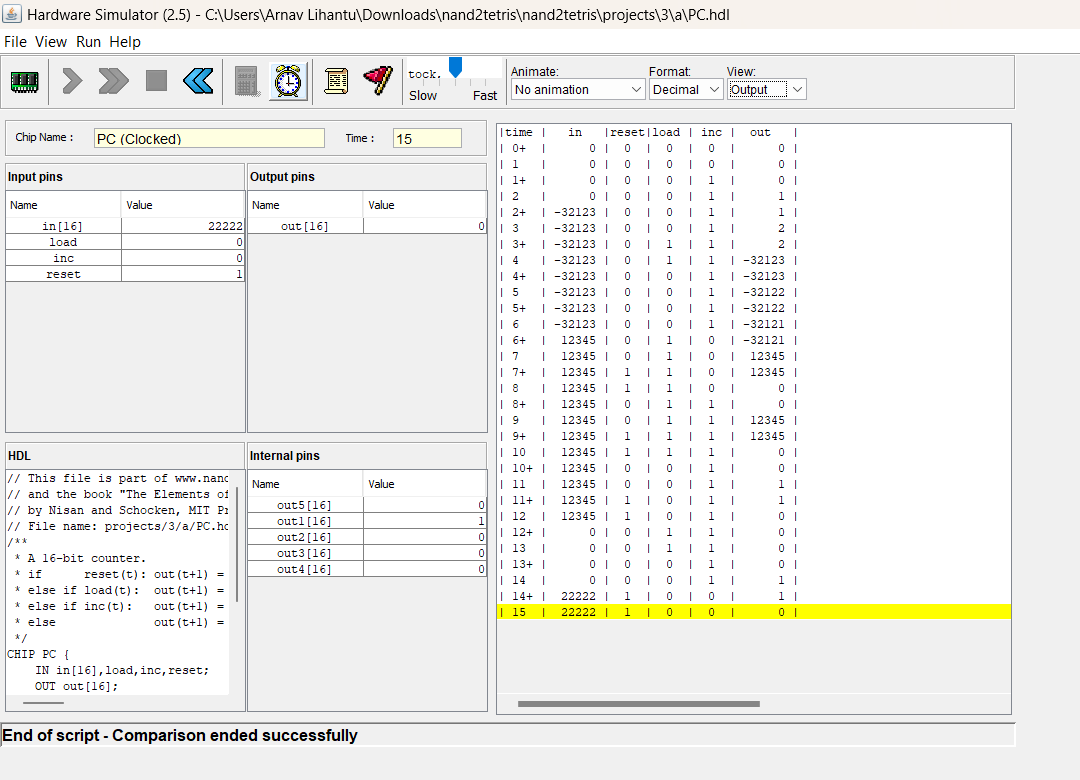 Hardware Simulator (2.5) - C:\Users\Arnav Lihantu\Downloads\nand2tetris\nand2tetris\projects\3\a\PC.hdl
File View Run Help
tock.
Slow Fast
Animate: Format: View:
No animation Decimal Output
Chip Name : PC (Clocked) Time : 15
Input pins
Name Value
in[16] 22222
load 0
inc 0
reset 1
Output pins
Name Value
out[16] 0
HDL
// This file is part of www.nand
// and the book "The Elements of
// by Nisan and Schocken, MIT Pr
// File name: projects/3/a/PC.hd
/**
* A 16-bit counter.
* if reset(t): out(t+1) =
* else if load(t): out(t+1) =
* else if inc(t): out(t+1) =
* else out(t+1) =
*/
CHIP PC {
IN in[16],load,inc,reset;
OUT out[16];
Internal pins
Name Value
out5[16] 0
out1[16] 1
out2[16] 0
out3[16] 0
out4[16] 0
|time | in |reset|load | inc | out |
| 0+ | 0 | 0 | 0 | 0 | 0 |
| 1 | 0 | 0 | 0 | 0 | 0 |
| 1+ | 0 | 0 | 0 | 1 | 0 |
| 2 | 0 | 0 | 0 | 1 | 1 |
| 2+ | -32123 | 0 | 0 | 1 | 1 |
| 3 | -32123 | 0 | 0 | 1 | 2 |
| 3+ | -32123 | 0 | 1 | 1 | 2 |
| 4 | -32123 | 0 | 1 | 1 | -32123 |
| 4+ | -32123 | 0 | 0 | 1 | -32123 |
| 5 | -32123 | 0 | 0 | 1 | -32122 |
| 5+ | -32123 | 0 | 0 | 1 | -32122 |
| 6 | -32123 | 0 | 0 | 1 | -32121 |
| 6+ | 12345 | 0 | 1 | 0 | -32121 |
| 7 | 12345 | 0 | 1 | 0 | 12345 |
| 7+ | 12345 | 1 | 1 | 0 | 12345 |
| 8 | 12345 | 1 | 1 | 0 | 0 |
| 8+ | 12345 | 0 | 1 | 1 | 0 |
| 9 | 12345 | 0 | 1 | 1 | 12345 |
| 9+ | 12345 | 1 | 1 | 1 | 12345 |
| 10 | 12345 | 1 | 1 | 1 | 0 |
| 10+ | 12345 | 0 | 0 | 1 | 0 |
| 11 | 12345 | 0 | 0 | 1 | 1 |
| 11+ | 12345 | 1 | 0 | 1 | 1 |
| 12 | 12345 | 1 | 0 | 1 | 0 |
| 12+ | 0 | 0 | 1 | 1 | 0 |
| 13 | 0 | 0 | 1 | 1 | 0 |
| 13+ | 0 | 0 | 0 | 1 | 0 |
| 14 | 0 | 0 | 0 | 1 | 1 |
| 14+ | 22222 | 1 | 0 | 0 | 1 |
| 15 | 22222 | 1 | 0 | 0 | 0 |
End of script - Comparison ended successfully